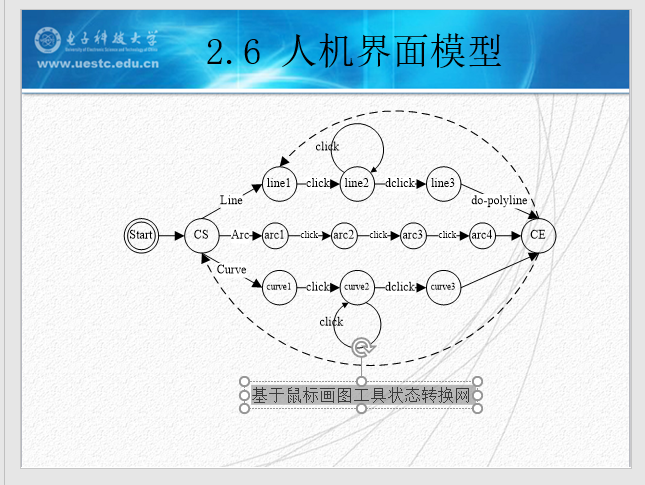 电子科技大学
University of Electronic Science and Technology of China
www.uestc.edu.cn
2.6 人机界面模型
click
line1
click
line2
dclick
line3
Line
do-polyline
Start
CS
Arc
arc1
click
arc2
click
arc3
click
arc4
CE
Curve
curve1
click
curve2
dclick
curve3
click
基于鼠标画图工具状态转换网